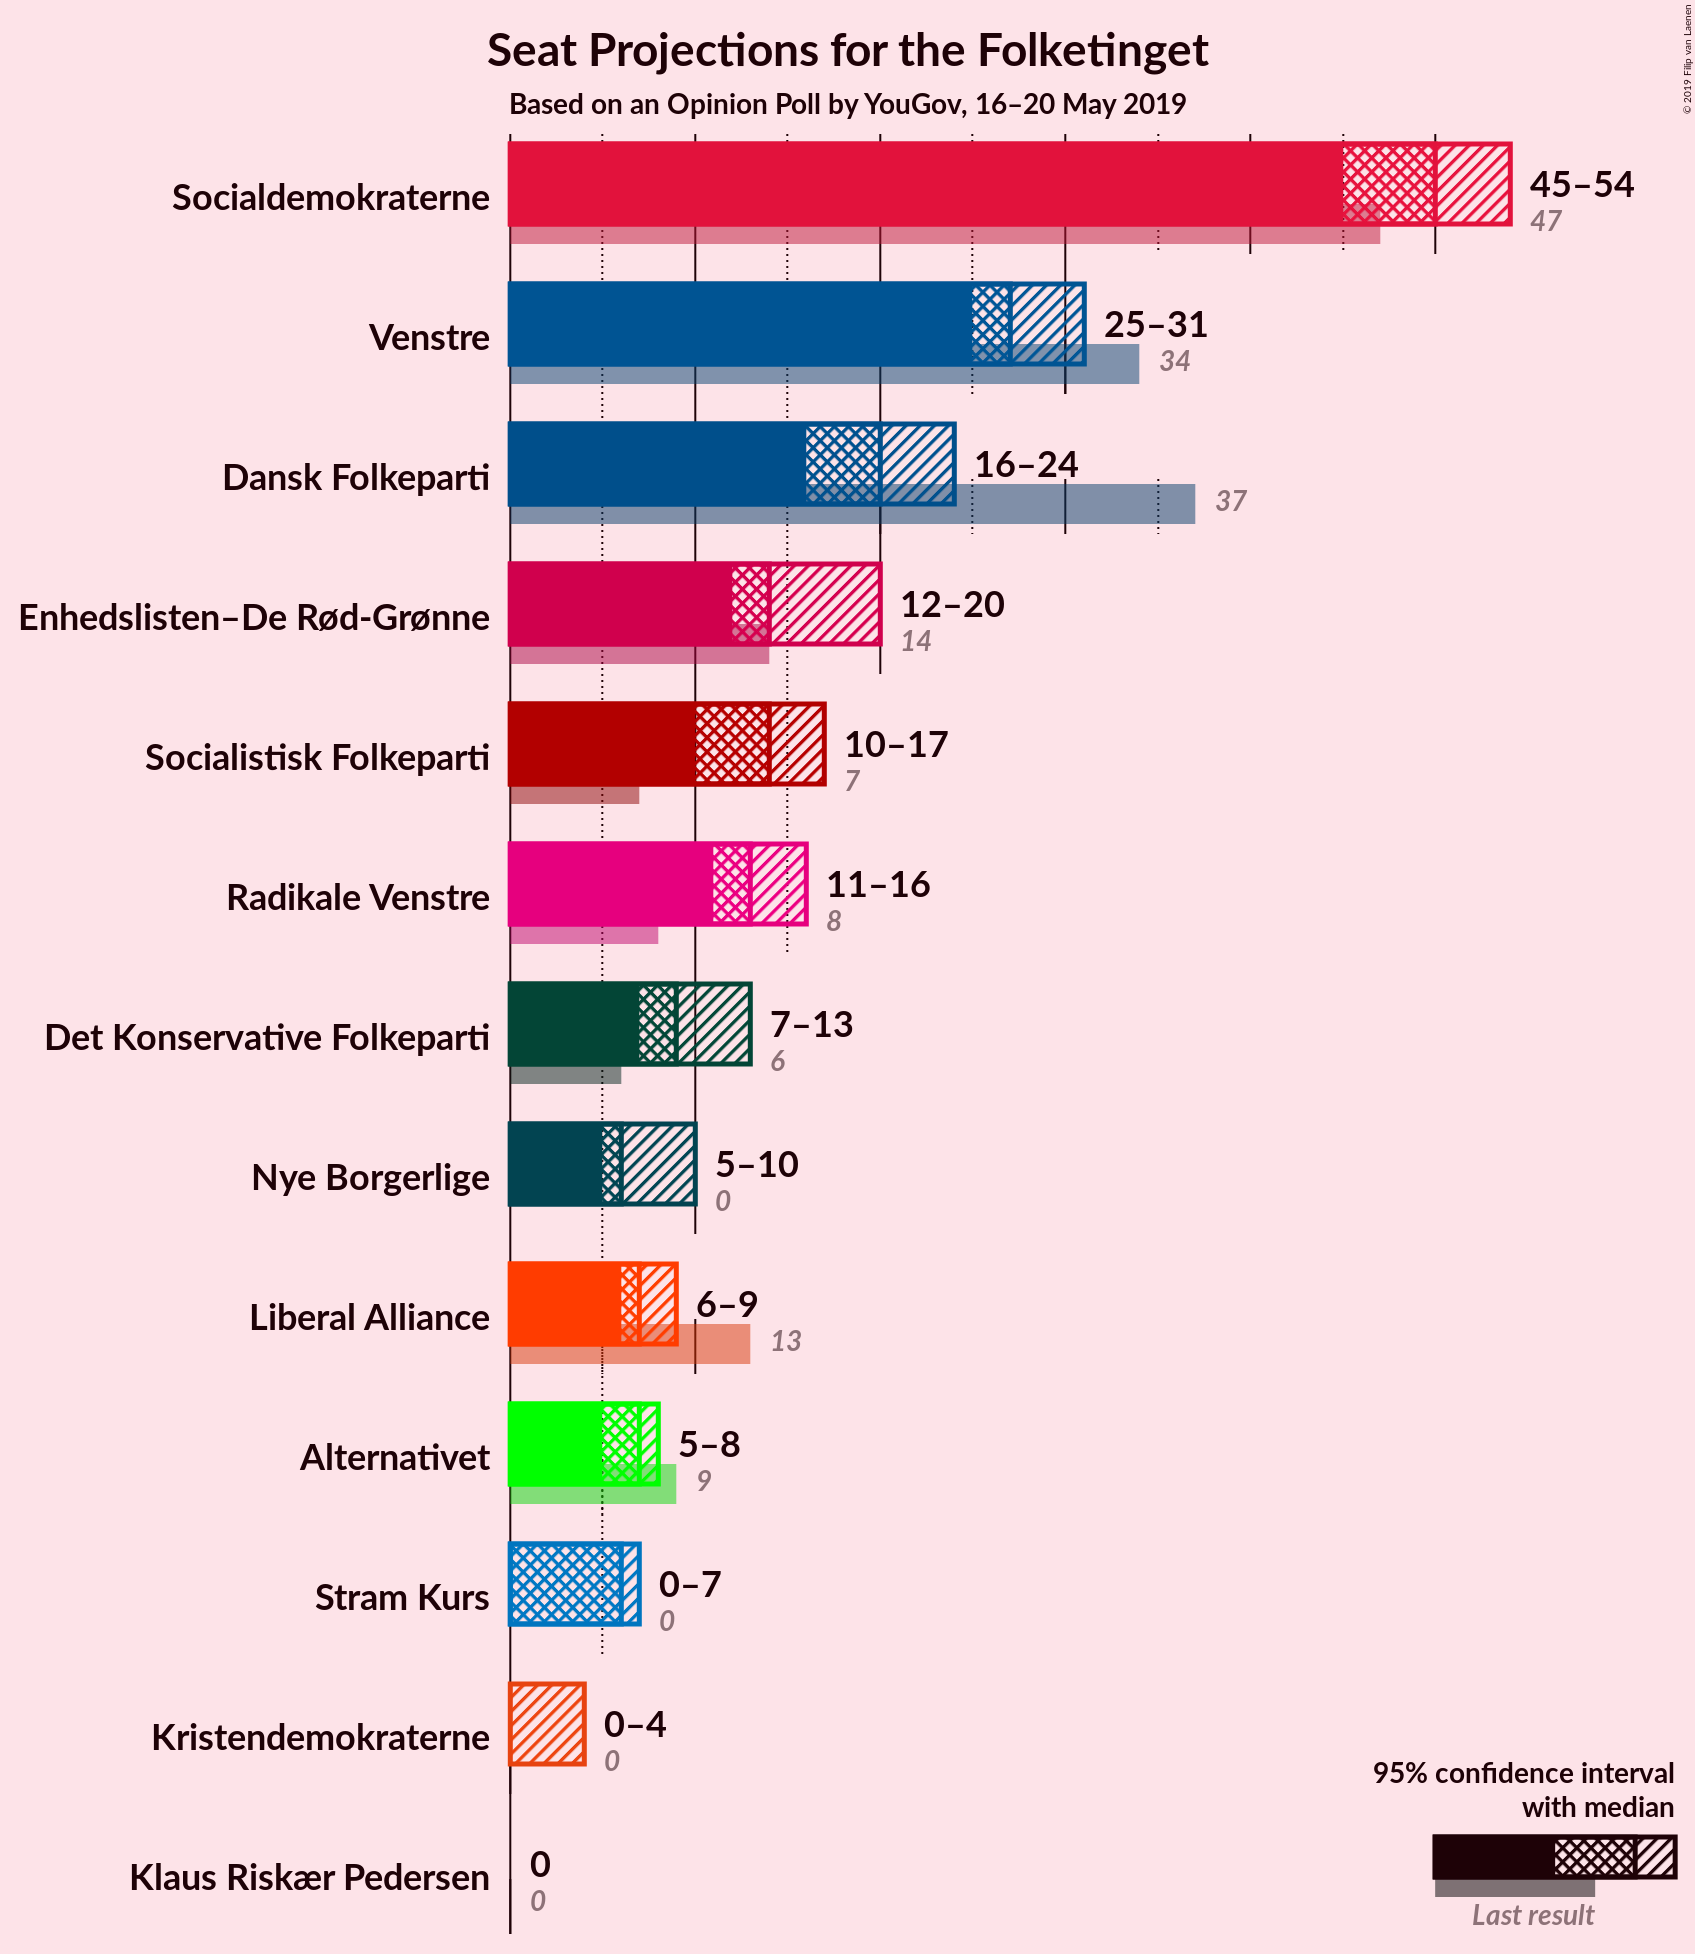 Seat Projections for the Folketinget
Based on an Opinion Poll by YouGov, 16–20 May 2019
© 2019 Filip van Laenen
Socialdemokraterne
45–54
47
Venstre
25–31
34
Dansk Folkeparti
16–24
37
Enhedslisten–De Rød-Grønne
12–20
14
Socialistisk Folkeparti
10–17
7
Radikale Venstre
11–16
8
Det Konservative Folkeparti
7–13
6
Nye Borgerlige
5–10
0
Liberal Alliance
6–9
13
Alternativet
5–8
9
Stram Kurs
0–7
0
Kristendemokraterne
0–4
0
Klaus Riskær Pedersen
0
0
95% confidence interval
with median
Last result